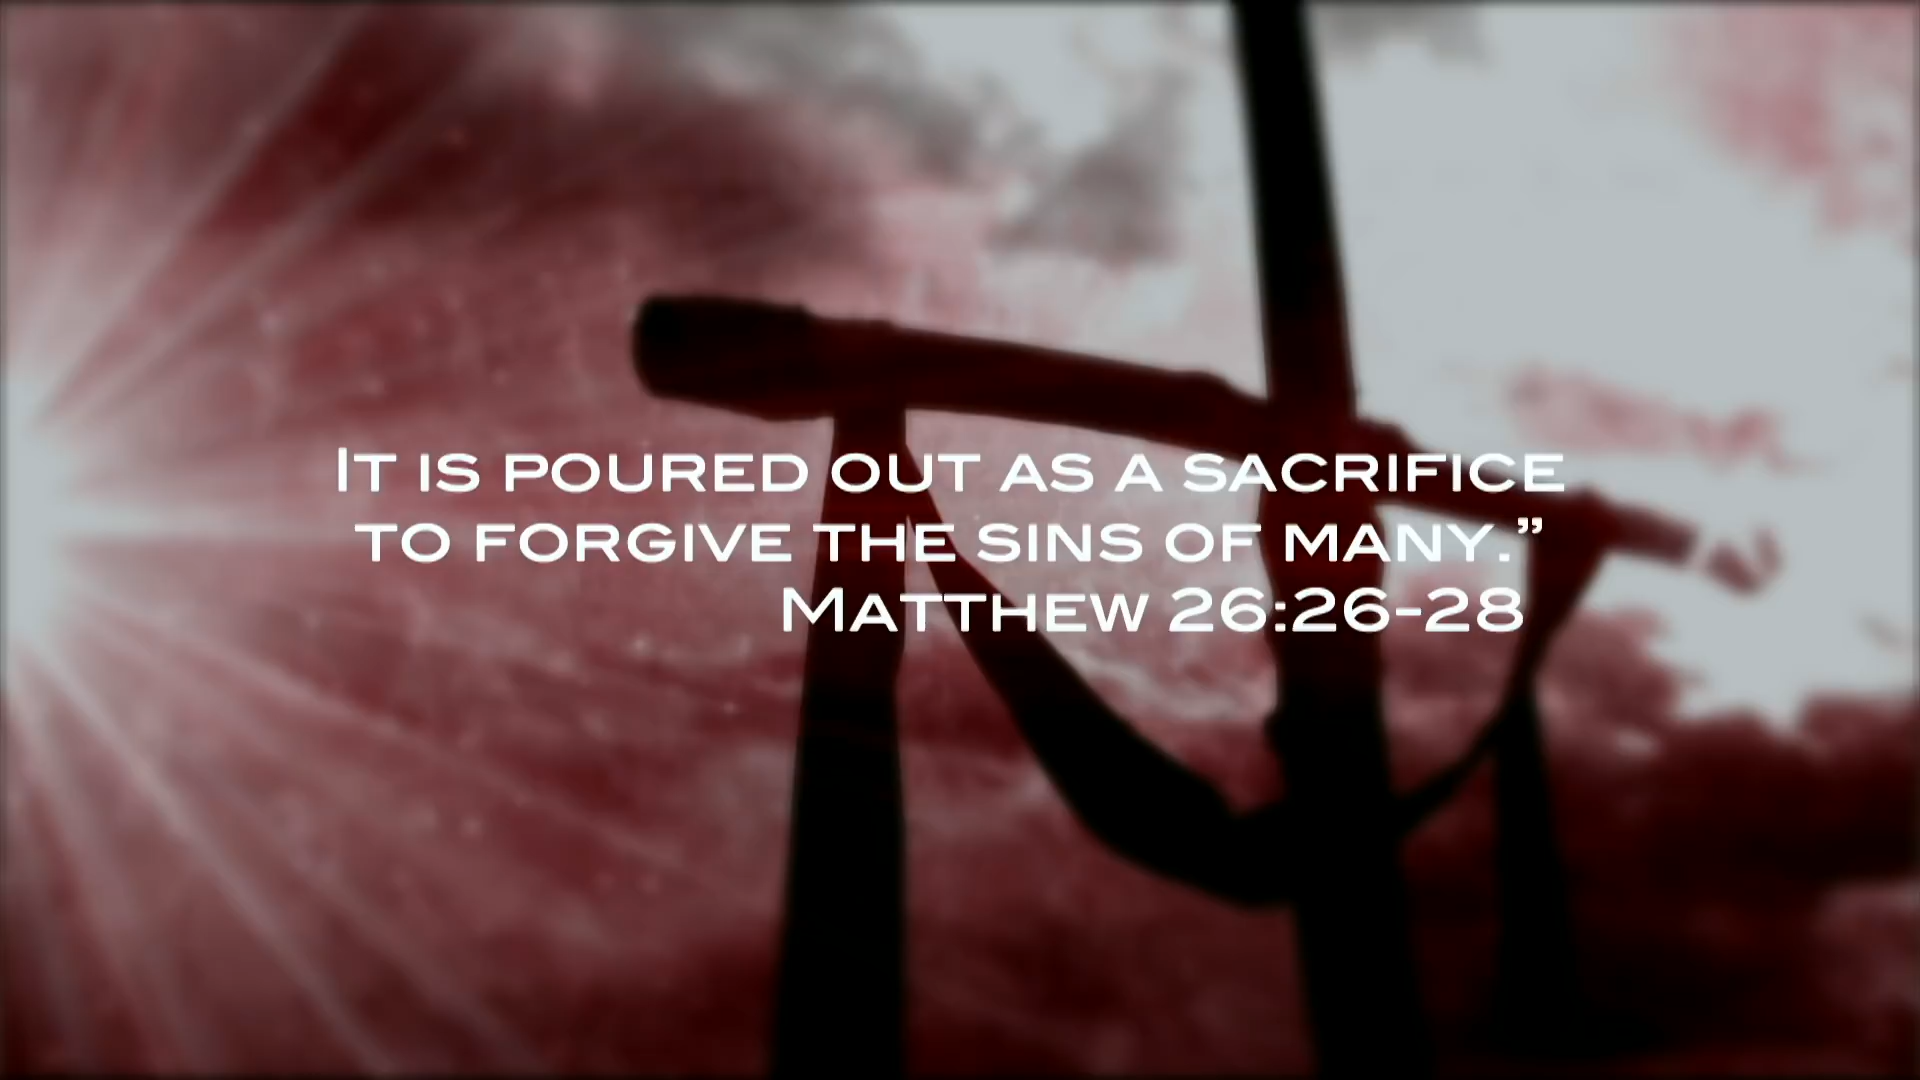 It is poured out as a sacrifice
to forgive the sins of many.”
Matthew 26:26-28